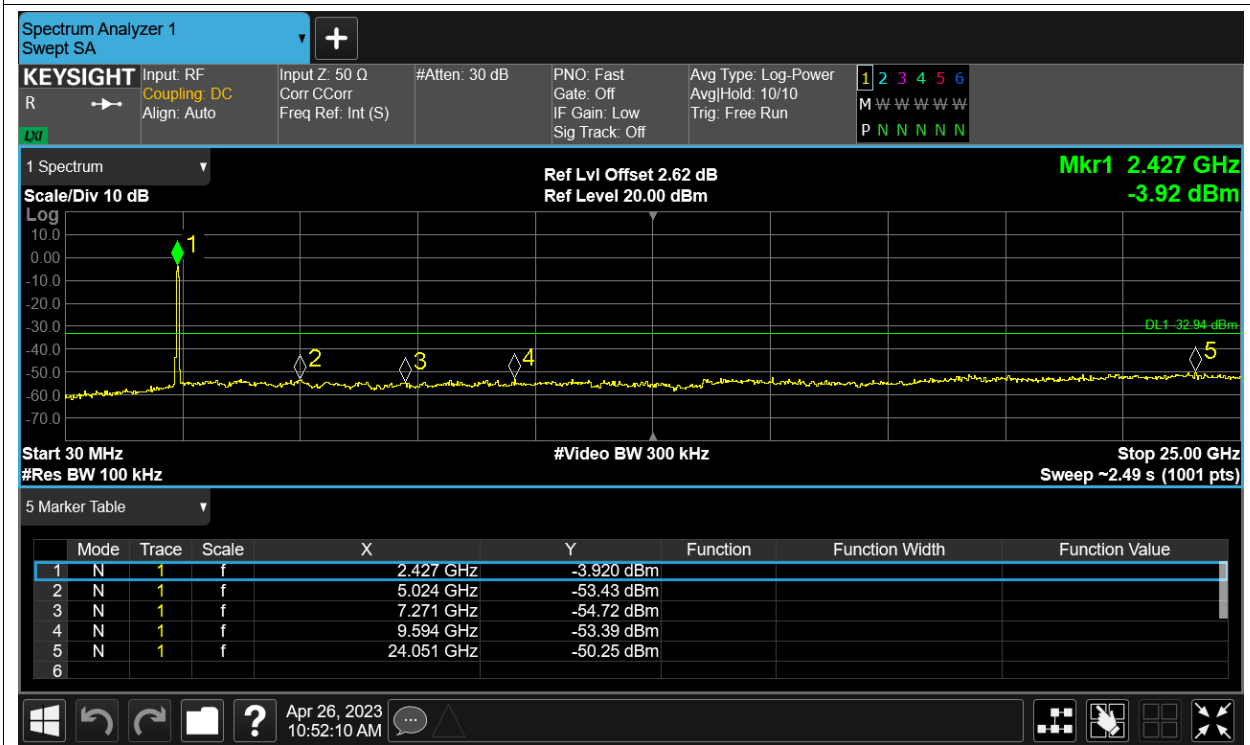 Spectrum Analyzer 1
Swept SA
KEYSIGHT
R
LXI
Input: RF
Coupling: DC
Align: Auto
Input Z: 50 Ω
Corr CCorr
Freq Ref: Int (S)
#Atten: 30 dB
PNO: Fast
Gate: Off
IF Gain: Low
Sig Track: Off
Avg Type: Log-Power
Avg|Hold: 10/10
Trig: Free Run
1 2 3 4 5 6
M W W W W W
P N N N N N
1 Spectrum
Scale/Div 10 dB
Ref Lvl Offset 2.62 dB
Ref Level 20.00 dBm
Mkr1 2.427 GHz
-3.92 dBm
Log
10.0
0.00
-10.0
-20.0
-30.0
-40.0
-50.0
-60.0
-70.0
1
2
3
4
5
DL1 -32.94 dBm
Start 30 MHz
#Res BW 100 kHz
#Video BW 300 kHz
Stop 25.00 GHz
Sweep ~2.49 s (1001 pts)
5 Marker Table
Mode Trace Scale X Y Function Function Width Function Value
1 N 1 f 2.427 GHz -3.920 dBm
2 N 1 f 5.024 GHz -53.43 dBm
3 N 1 f 7.271 GHz -54.72 dBm
4 N 1 f 9.594 GHz -53.39 dBm
5 N 1 f 24.051 GHz -50.25 dBm
6
?
Apr 26, 2023
10:52:10 AM